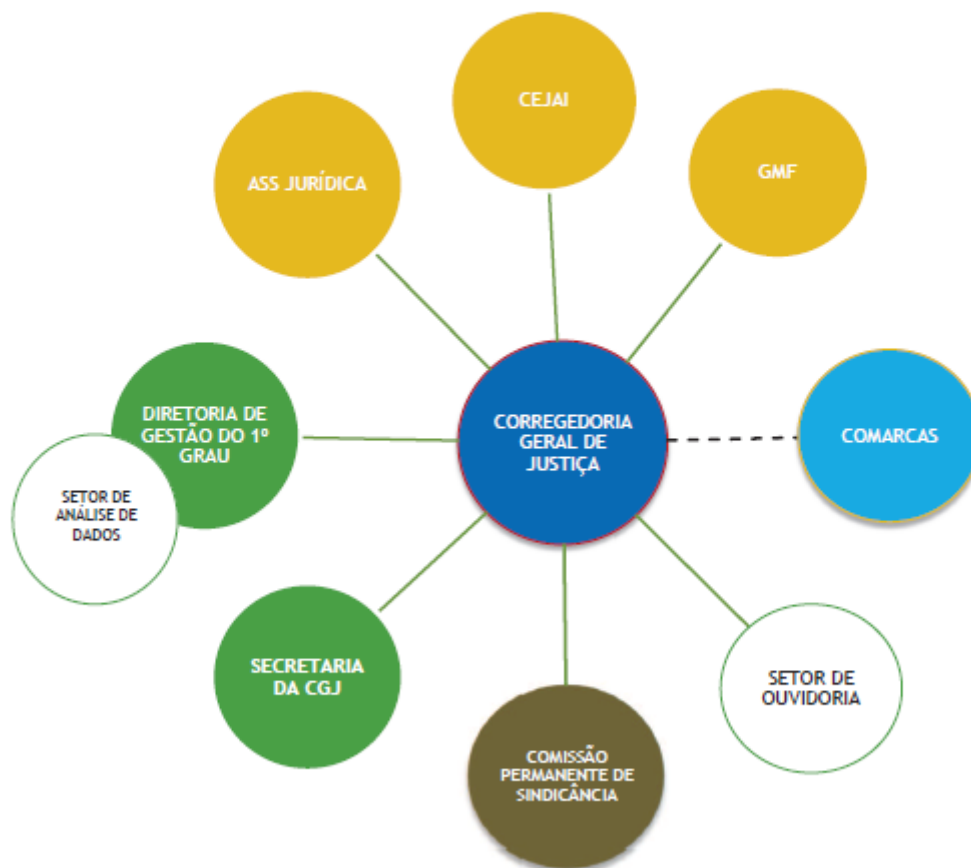 CEJAI
GMF
ASS JURÍDICA
DIRETORIA DE
GESTÃO DO 1º
GRAU
CORREGEDORIA
GERAL DE
JUSTIÇA
COMARCAS
SETOR DE
ANÁLISE DE
DADOS
SECRETARIA
DA CGJ
SETOR DE
OUVIDORIA
COMISSÃO
PERMANENTE DE
SINDICÂNCIA